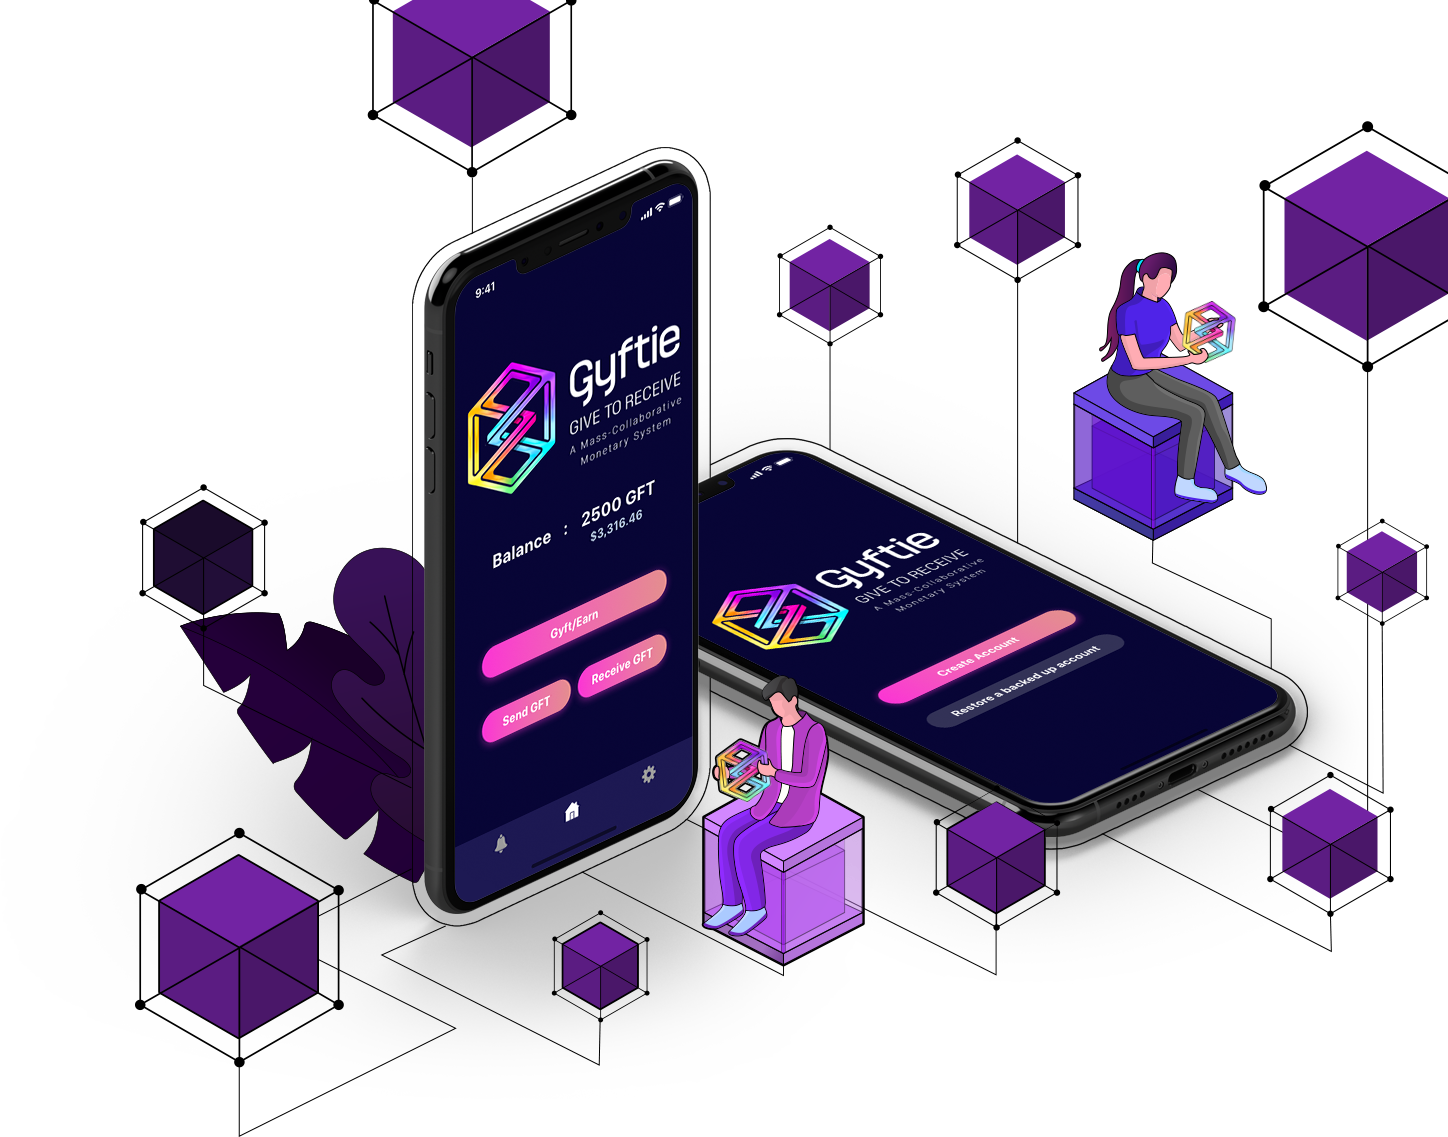 9:41
Gyftie
GIVE TO RECEIVE
A Mass-Collaborative
Monetary System
Balance : 2500 GFT
$3,316.46
Gyft/Earn
Send GFT
Receive GFT
Gyftie
GIVE TO RECEIVE
A Mass-Collaborative
Monetary System
Create Account
Restore a backed up account